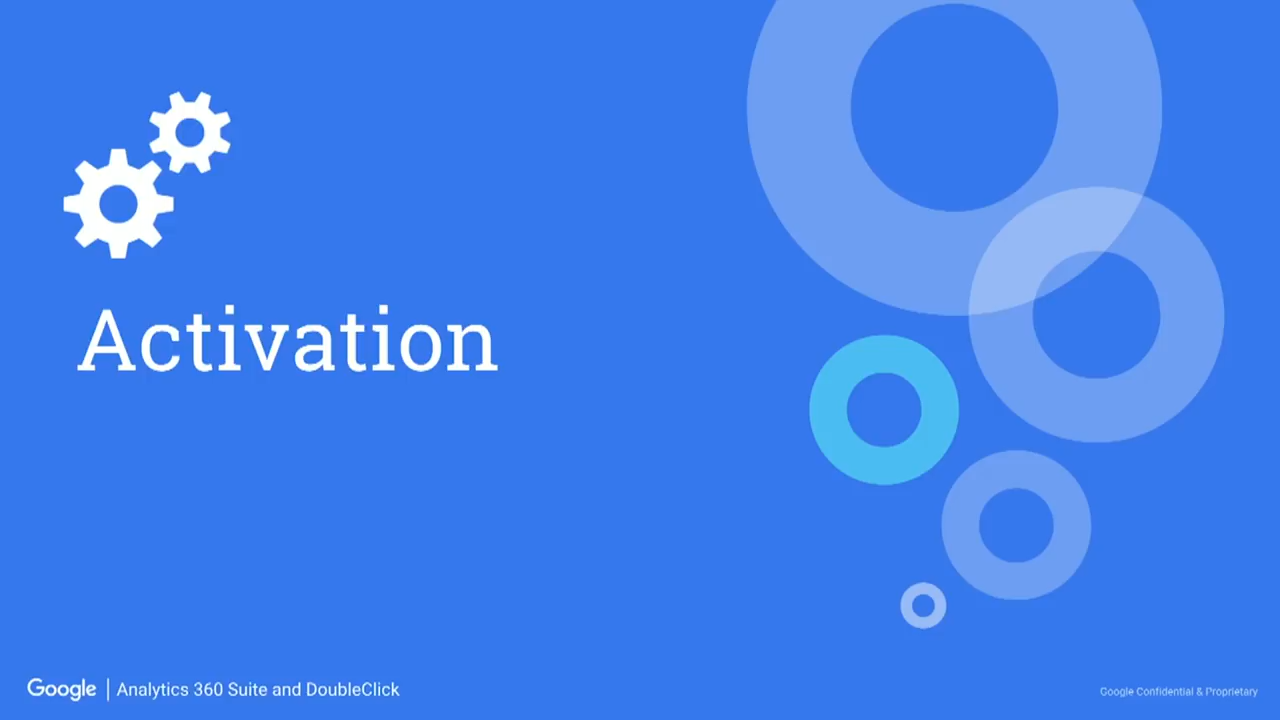 Activation
Google | Analytics 360 Suite and DoubleClick
Google Confidential & Proprietary